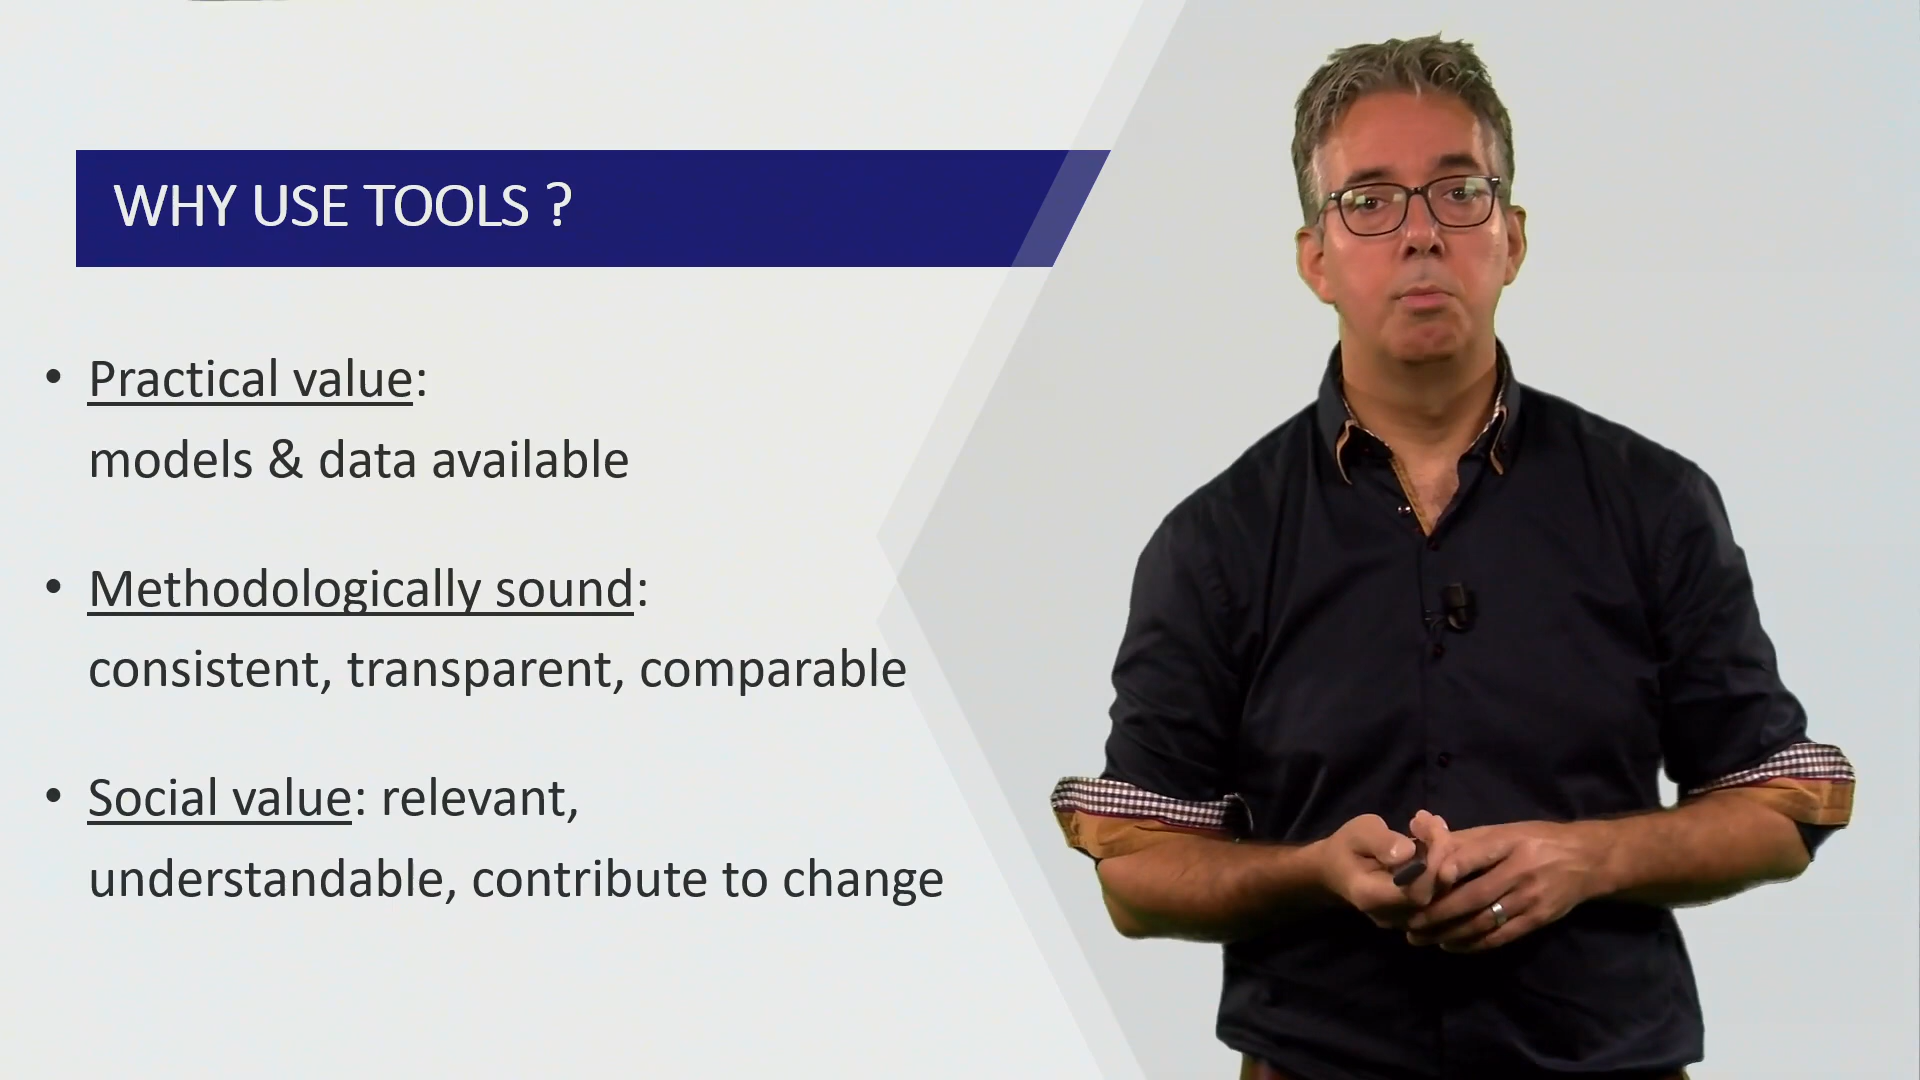 WHY USE TOOLS ?
• Practical value:
models & data available
• Methodologically sound:
consistent, transparent, comparable
• Social value: relevant,
understandable, contribute to change